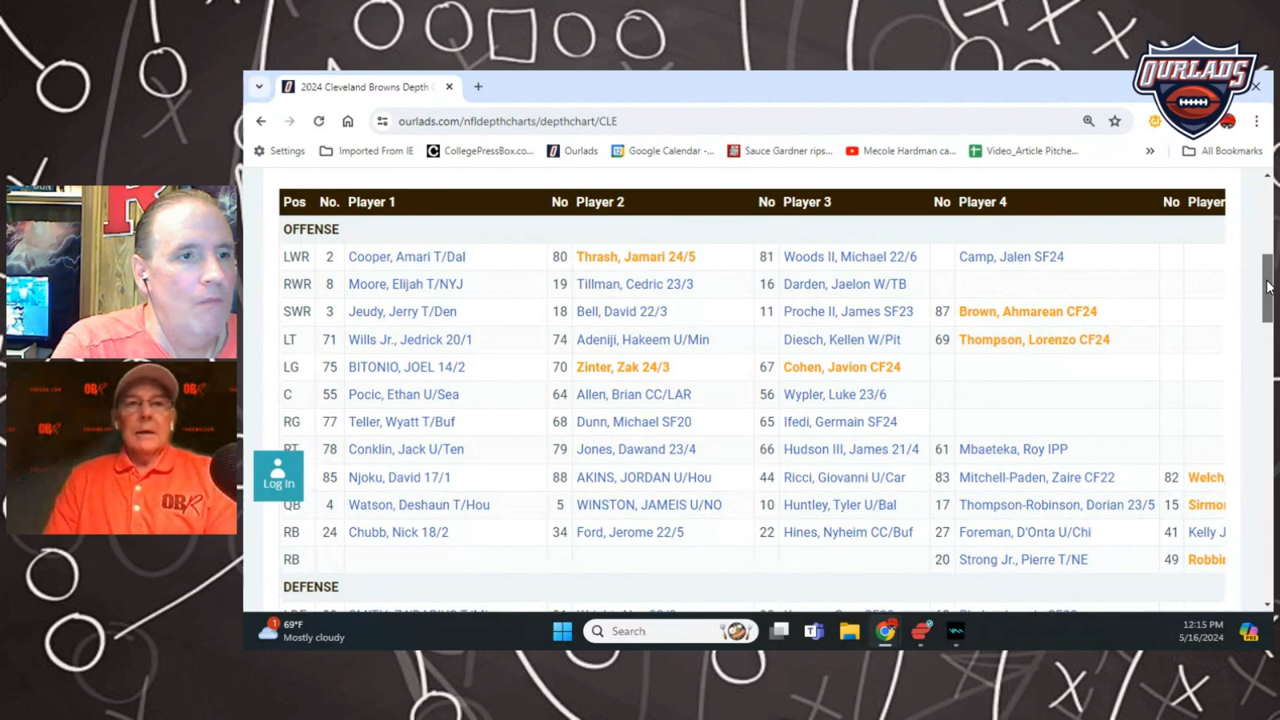 OURLADS
2024 Cleveland Browns Depth
ourlads.com/nfldepthcharts/depthchart/CLE
Settings Imported From IE CollegePressBox.co... Ourlads Google Calendar -... Sauce Gardner rips... Mecole Hardman ca... Video_Article Pitche... » All Bookmarks
Pos No. Player 1 No Player 2 No Player 3 No Player 4 No Player
OFFENSE
LWR 2 Cooper, Amari T/Dal 80 Thrash, Jamari 24/5 81 Woods II, Michael 22/6 Camp, Jalen SF24
RWR 8 Moore, Elijah T/NYJ 19 Tillman, Cedric 23/3 16 Darden, Jaelon W/TB
SWR 3 Jeudy, Jerry T/Den 18 Bell, David 22/3 11 Proche II, James SF23 87 Brown, Ahmarean CF24
LT 71 Wills Jr., Jedrick 20/1 74 Adeniji, Hakeem U/Min Diesch, Kellen W/Pit 69 Thompson, Lorenzo CF24
LG 75 BITONIO, JOEL 14/2 70 Zinter, Zak 24/3 67 Cohen, Javion CF24
C 55 Pocic, Ethan U/Sea 64 Allen, Brian CC/LAR 56 Wypler, Luke 23/6
RG 77 Teller, Wyatt T/Buf 68 Dunn, Michael SF20 65 Ifedi, Germain SF24
RT 78 Conklin, Jack U/Ten 79 Jones, Dawand 23/4 66 Hudson III, James 21/4 61 Mbaeteka, Roy IPP
85 Njoku, David 17/1 88 AKINS, JORDAN U/Hou 44 Ricci, Giovanni U/Car 83 Mitchell-Paden, Zaire CF22 82 Welch,
Log In
QB 4 Watson, Deshaun T/Hou 5 WINSTON, JAMEIS U/NO 10 Huntley, Tyler U/Bal 17 Thompson-Robinson, Dorian 23/5 15 Sirmo
RB 24 Chubb, Nick 18/2 34 Ford, Jerome 22/5 22 Hines, Nyheim CC/Buf 27 Foreman, D'Onta U/Chi 41 Kelly J
RB 20 Strong Jr., Pierre T/NE 49 Robbin
DEFENSE
OBR
69°F
Mostly cloudy
Search
12:15 PM
5/16/2024